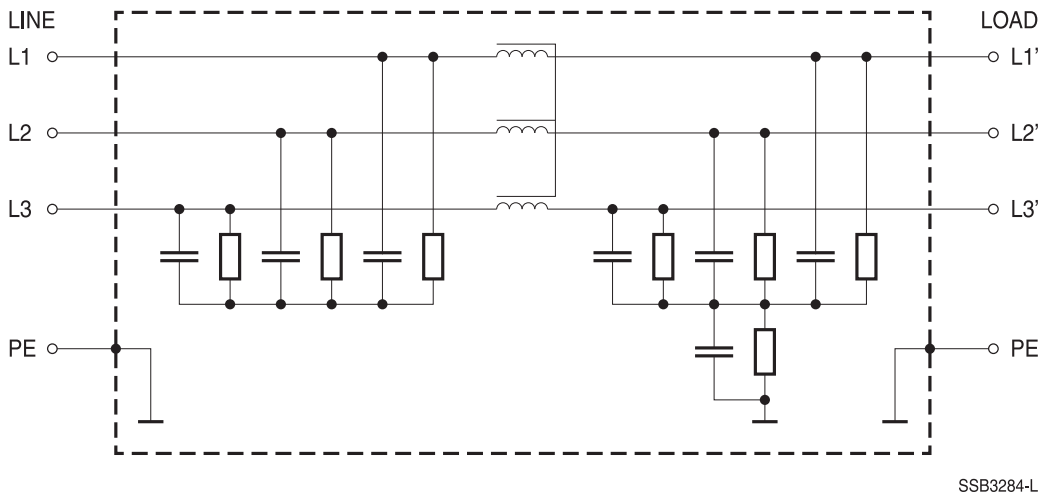 LINE LOAD
L1 L1'
L2 L2'
L3 L3'
PE PE
SSB3284-L